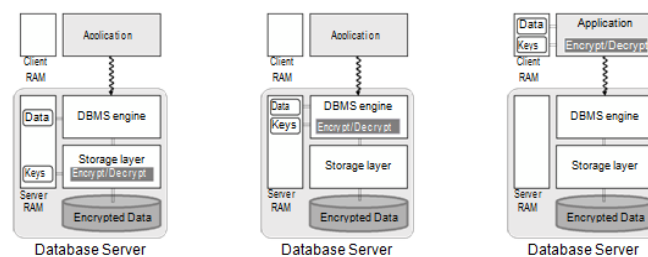 Application
Client
RAM
Data
DBMS engine
Storage layer
Keys
Encrypt/Decrypt
Server
RAM
Encrypted Data
Database Server
Application
Client
RAM
Data
DBMS engine
Keys
Encrypt/Decrypt
Storage layer
Server
RAM
Encrypted Data
Database Server
Data
Application
Keys
Encrypt/Decrypt
Client
RAM
DBMS engine
Storage layer
Server
RAM
Encrypted Data
Database Server